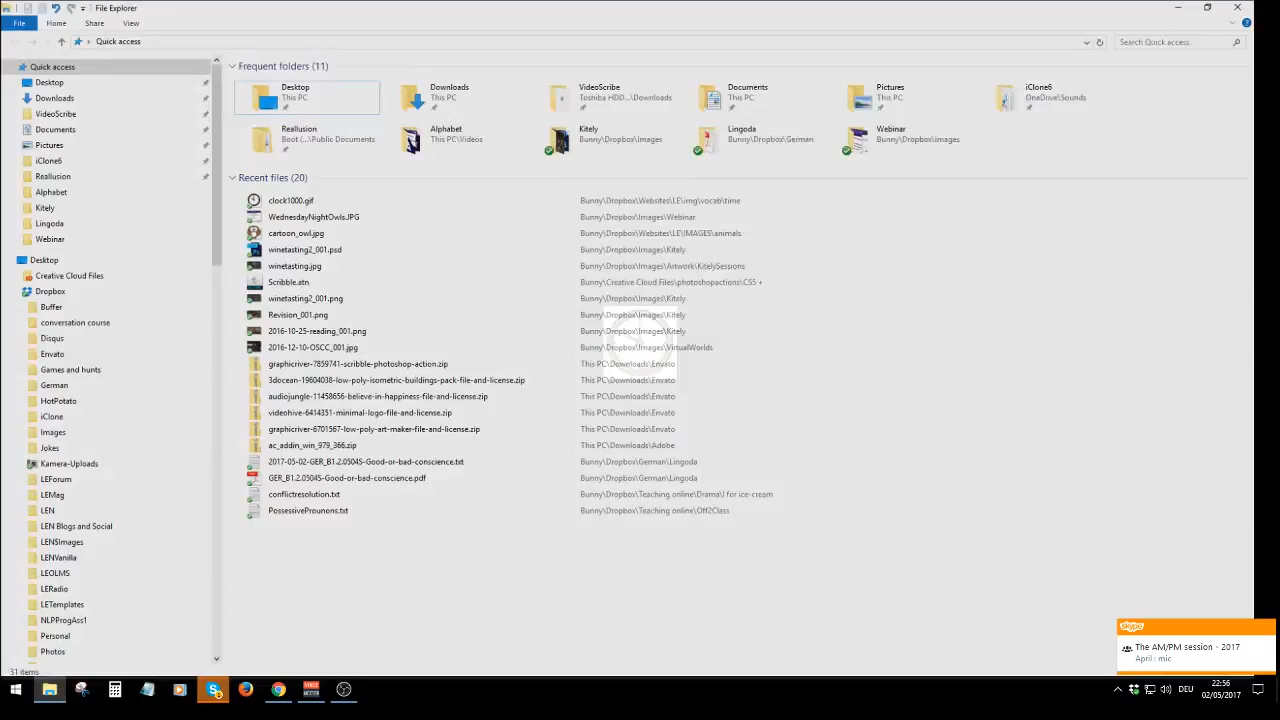 File Explorer
File Home Share View
Quick access
Search Quick access
Quick access
Desktop
Downloads
VideoScribe
Documents
Pictures
iClone6
Reallusion
Alphabet
Kitely
Lingoda
Webinar
Desktop
Creative Cloud Files
Dropbox
Buffer
conversation course
Disqus
Envato
Games and hunts
German
HotPotato
iClone
Images
Jokes
Kamera-Uploads
LEForum
LEMag
LEN
LEN Blogs and Social
LENSImages
LENVanilla
LEOLMS
LERadio
LETemplates
NLPProgAss1
Personal
Photos
31 items
Frequent folders (11)
Desktop
This PC
Downloads
This PC
VideoScribe
Toshiba HDD...\Downloads
Documents
This PC
Pictures
This PC
iClone6
OneDrive\Sounds
Reallusion
Boot (...\Public Documents
Alphabet
This PC\Videos
Kitely
Bunny\Dropbox\Images
Lingoda
Bunny\Dropbox\German
Webinar
Bunny\Dropbox\Images
Recent files (20)
clock1000.gif Bunny\Dropbox\Websites\LE\img\vocab\time
WednesdayNightOwls.JPG Bunny\Dropbox\Images\Webinar
cartoon_owl.jpg Bunny\Dropbox\Websites\LE\IMAGES\animals
winetasting2_001.psd Bunny\Dropbox\Images\Kitely
winetasting.jpg Bunny\Dropbox\Images\Artwork\KitelySessions
Scribble.atn Bunny\Creative Cloud Files\photoshopactions\CS5 +
winetasting2_001.png Bunny\Dropbox\Images\Kitely
Revision_001.png Bunny\Dropbox\Images\Kitely
2016-10-25-reading_001.png Bunny\Dropbox\Images\Kitely
2016-12-10-OSCC_001.jpg Bunny\Dropbox\Images\VirtualWorlds
graphicriver-7859741-scribble-photoshop-action.zip This PC\Downloads\Envato
3docean-19604038-low-poly-isometric-buildings-pack-file-and-license.zip This PC\Downloads\Envato
audiojungle-11458656-believe-in-happiness-file-and-license.zip This PC\Downloads\Envato
videohive-6414351-minimal-logo-file-and-license.zip This PC\Downloads\Envato
graphicriver-6701567-low-poly-art-maker-file-and-license.zip This PC\Downloads\Envato
ac_addin_win_979_366.zip This PC\Downloads\Adobe
2017-05-02-GER_B1.2.0504S-Good-or-bad-conscience.txt Bunny\Dropbox\German\Lingoda
GER_B1.2.0504S-Good-or-bad-conscience.pdf Bunny\Dropbox\German\Lingoda
conflictresolution.txt Bunny\Dropbox\Teaching online\Drama\I for ice-cream
PossessivePronouns.txt Bunny\Dropbox\Teaching online\Off2Class
skype
The AM/PM session - 2017
April : mic
VOICE
MEETER
DEU
22:56
02/05/2017